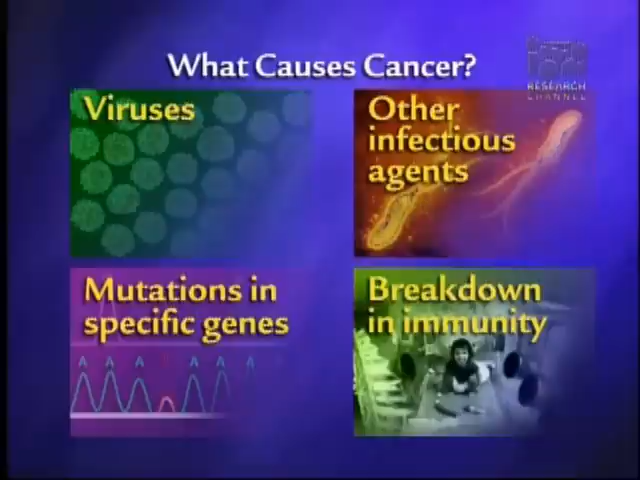 What Causes Cancer?
RESEARCH
CHANNEL
Viruses
Other
infectious
agents
Mutations in
specific genes
Breakdown
in immunity